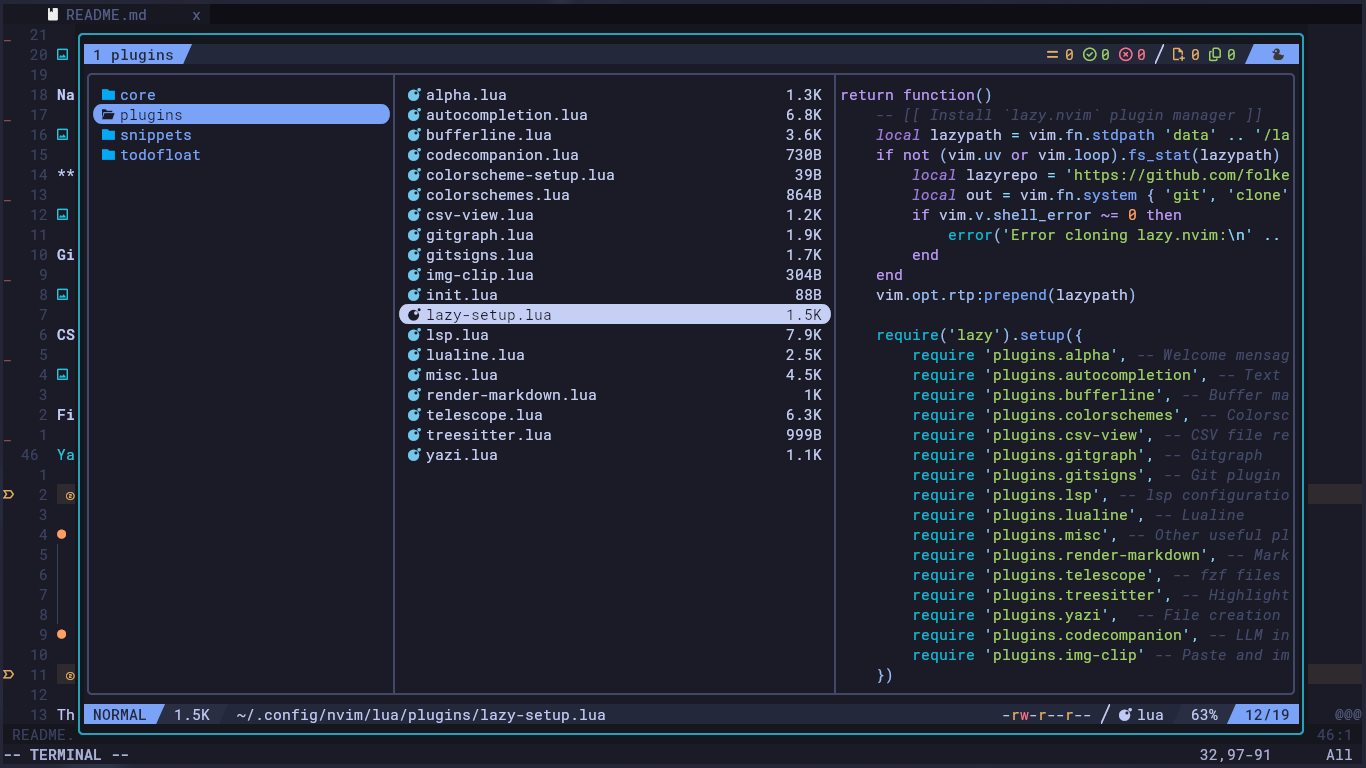 README.md x
21
20 1 plugins 0 0 0 0 0
19
18 Na core alpha.lua 1.3K return function()
17 plugins autocompletion.lua 6.8K -- [[ Install `lazy.nvim` plugin manager ]]
16 snippets bufferline.lua 3.6K local lazypath = vim.fn.stdpath 'data' .. '/la
15 todofloat codecompanion.lua 730B if not (vim.uv or vim.loop).fs_stat(lazypath)
14 ** colorscheme-setup.lua 39B local lazyrepo = 'https://github.com/folke
13 colorschemes.lua 864B local out = vim.fn.system { 'git', 'clone'
12 csv-view.lua 1.2K if vim.v.shell_error ~= 0 then
11 gitgraph.lua 1.9K error('Error cloning lazy.nvim:\n' ..
10 Gi gitsigns.lua 1.7K end
9 img-clip.lua 304B end
8 init.lua 88B vim.opt.rtp:prepend(lazypath)
7 lazy-setup.lua 1.5K
6 CS lsp.lua 7.9K require('lazy').setup({
5 lualine.lua 2.5K require 'plugins.alpha', -- Welcome mensag
4 misc.lua 4.5K require 'plugins.autocompletion', -- Text
3 render-markdown.lua 1K require 'plugins.bufferline', -- Buffer ma
2 Fi telescope.lua 6.3K require 'plugins.colorschemes', -- Colorsc
1 treesitter.lua 999B require 'plugins.csv-view', -- CSV file re
46 Ya yazi.lua 1.1K require 'plugins.gitgraph', -- Gitgraph
1 require 'plugins.gitsigns', -- Git plugin
2 require 'plugins.lsp', -- lsp configuratio
3 require 'plugins.lualine', -- Lualine
4 require 'plugins.misc', -- Other useful pl
5 require 'plugins.render-markdown', -- Mark
6 require 'plugins.telescope', -- fzf files
7 require 'plugins.treesitter', -- Highlight
8 require 'plugins.yazi', -- File creation
9 require 'plugins.codecompanion', -- LLM in
10 require 'plugins.img-clip' -- Paste and im
11 })
12
13 Th NORMAL 1.5K ~/.config/nvim/lua/plugins/lazy-setup.lua -rw-r--r-- lua 63% 12/19 @@@
README. 46:1
-- TERMINAL -- 32,97-91 All